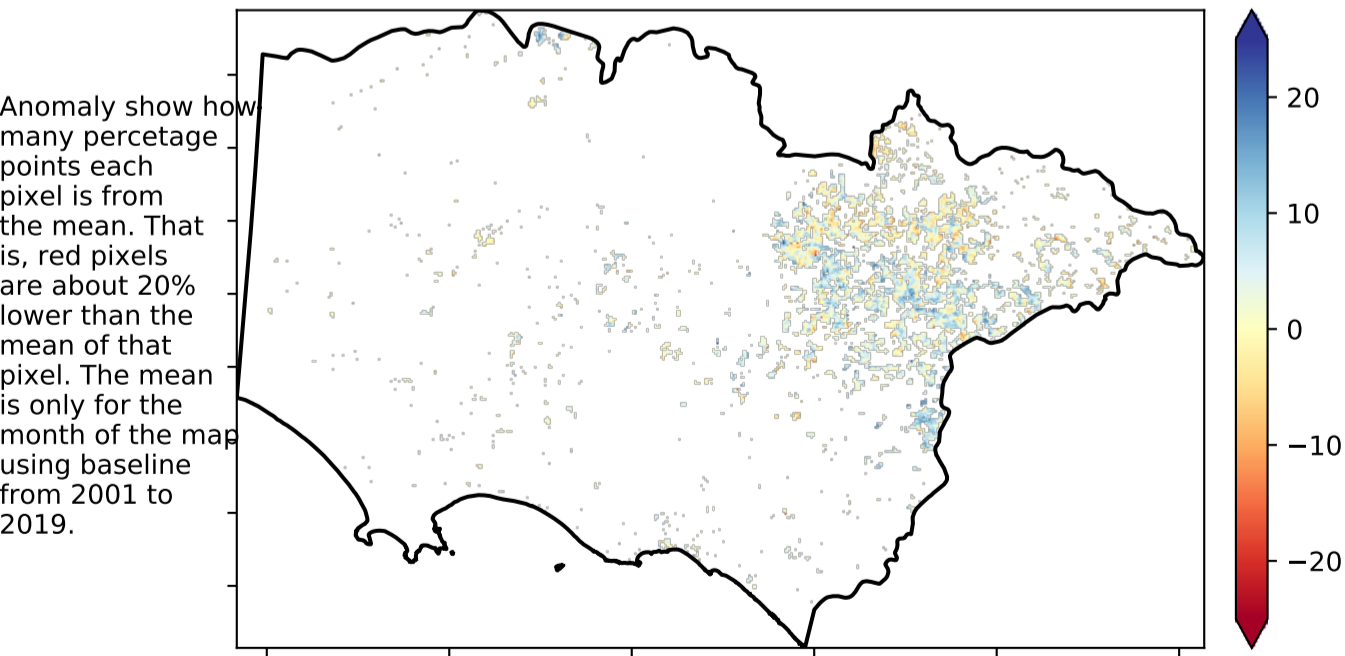 Anomaly show how
many percetage
points each
pixel is from
the mean. That
is, red pixels
are about 20%
lower than the
mean of that
pixel. The mean
is only for the
month of the map
using baseline
from 2001 to
2019.
20
10
0
−10
−20